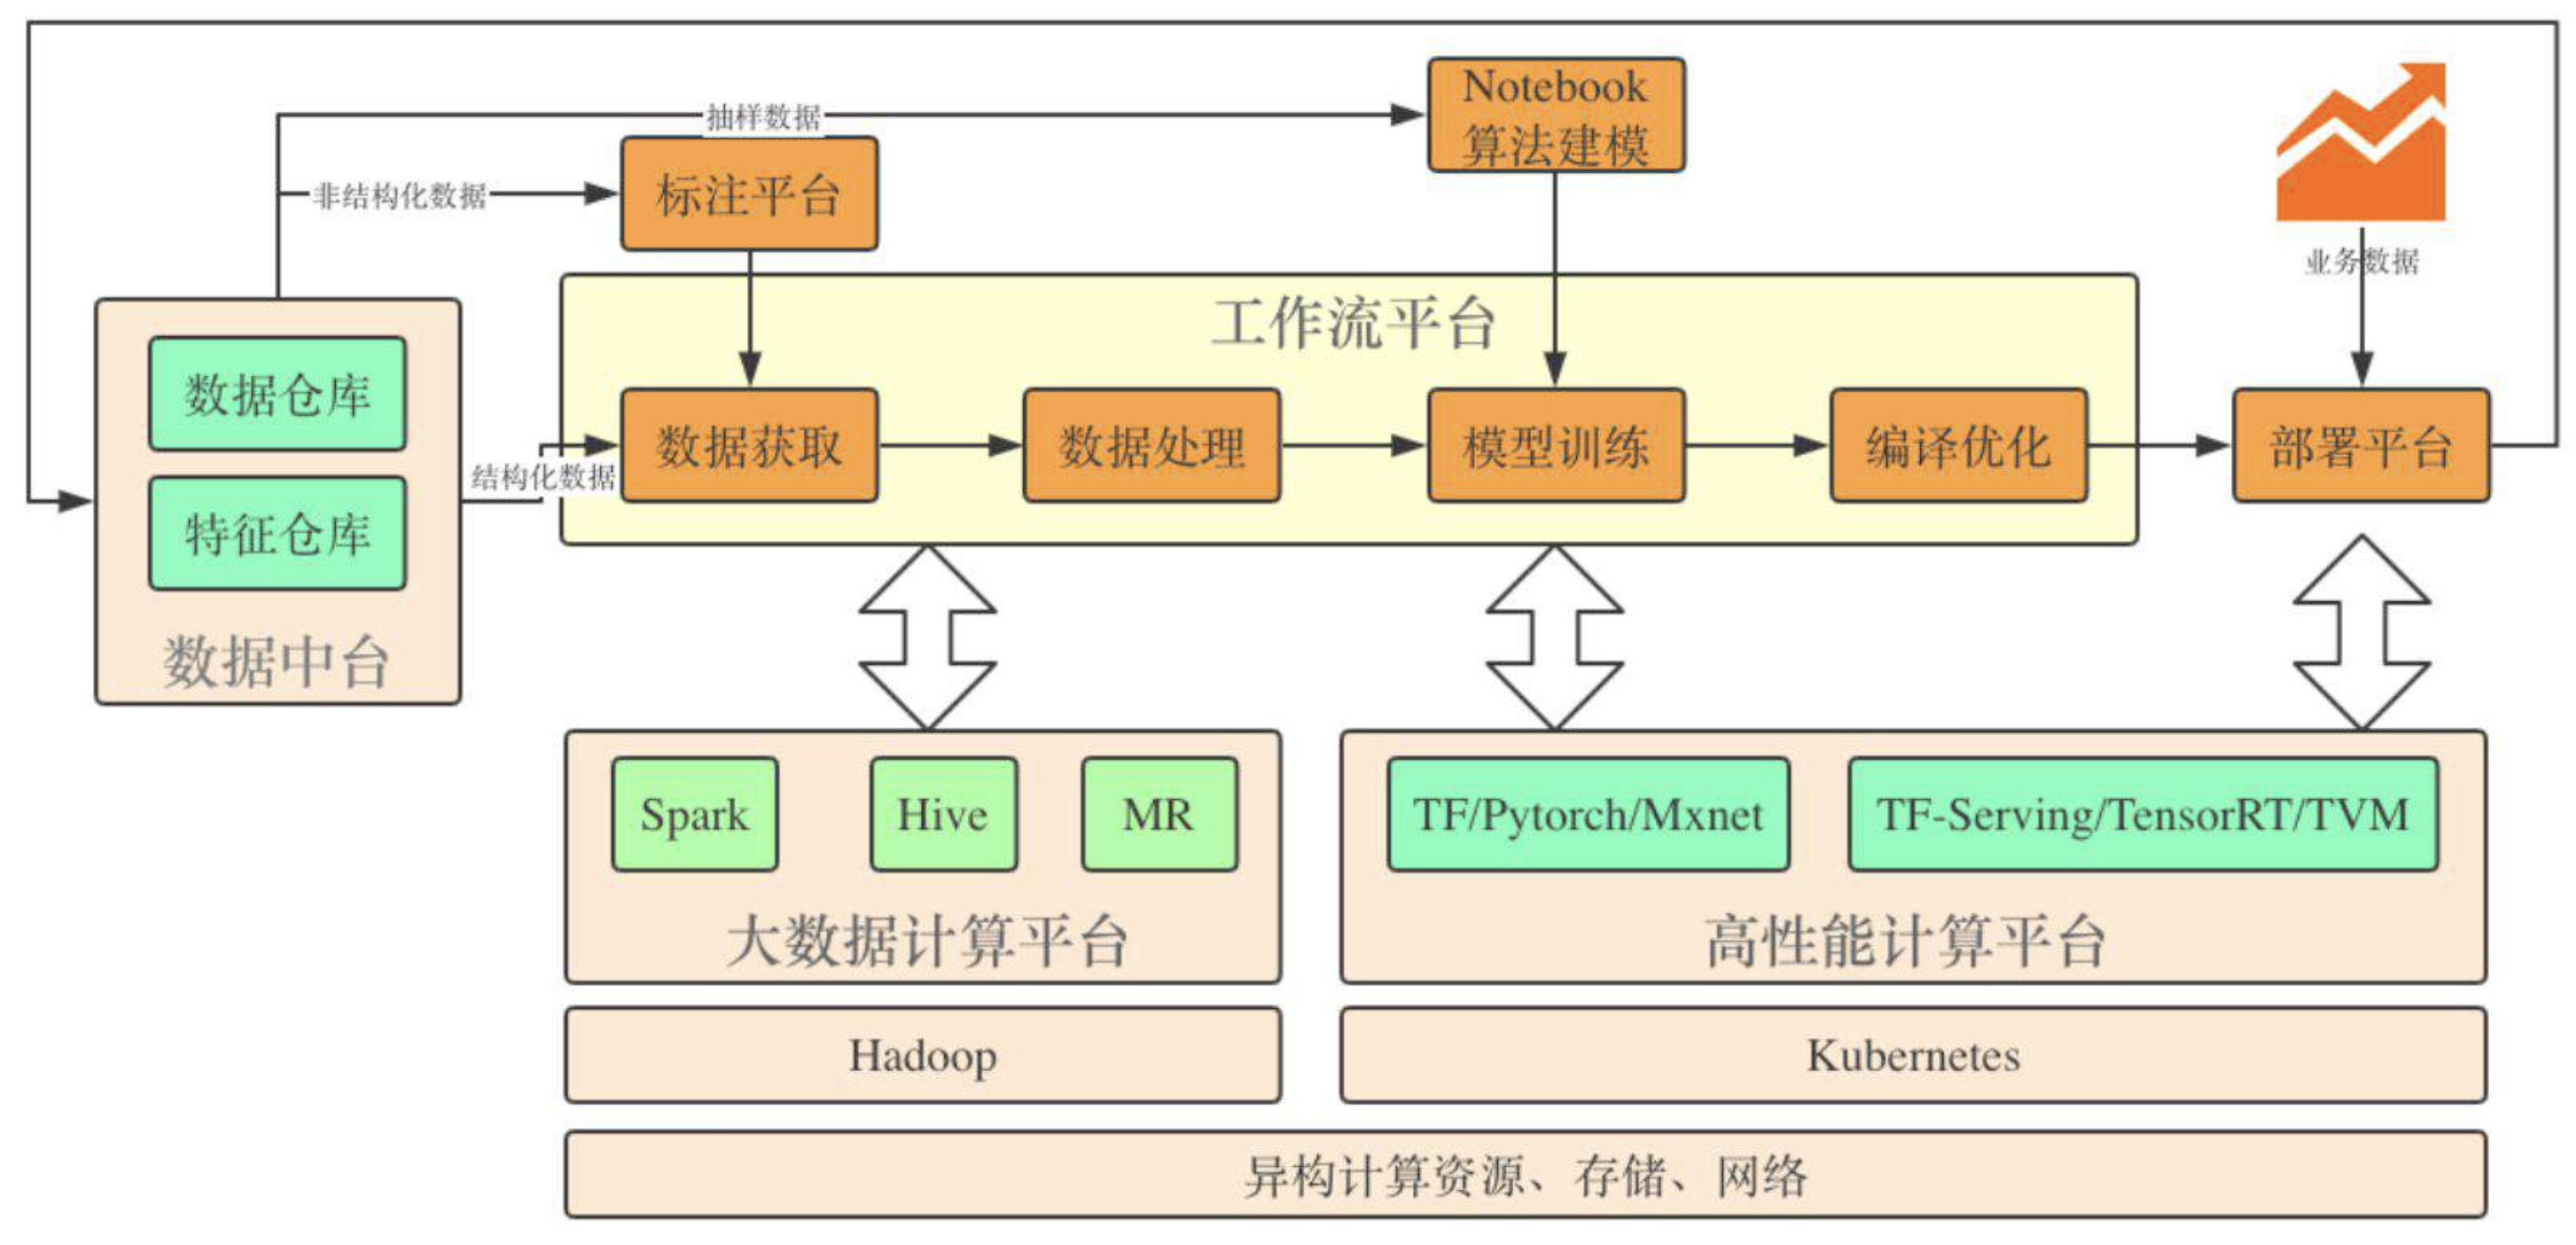 Notebook
算法建模
抽样数据
标注平台
非结构化数据
业务数据
工作流平台
数据仓库
特征仓库
数据中台
结构化数据
数据获取
数据处理
模型训练
编译优化
部署平台
Spark
Hive
MR
大数据计算平台
TF/Pytorch/Mxnet
TF-Serving/TensorRT/TVM
高性能计算平台
Hadoop
Kubernetes
异构计算资源、存储、网络